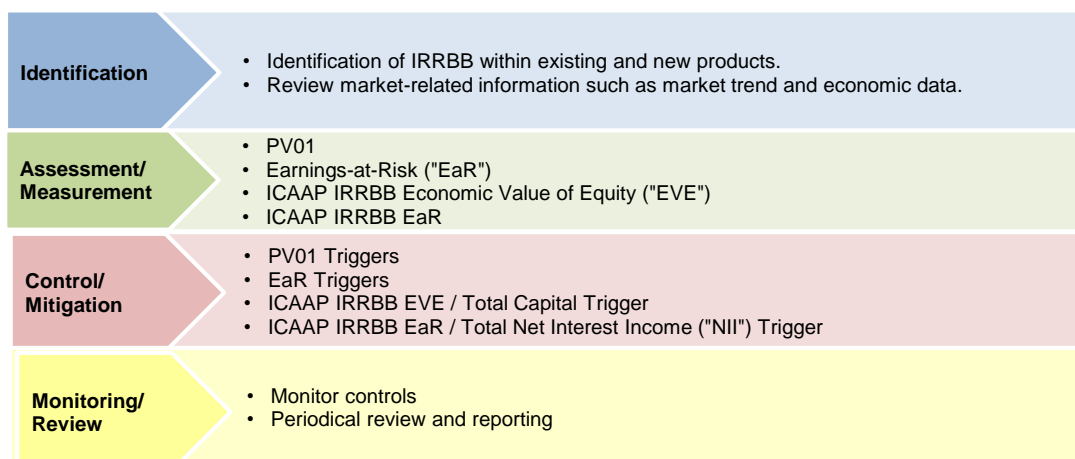 Identification
• Identification of IRRBB within existing and new products.
• Review market-related information such as market trend and economic data.
Assessment/
Measurement
• PV01
• Earnings-at-Risk ("EaR")
• ICAAP IRRBB Economic Value of Equity ("EVE")
• ICAAP IRRBB EaR
Control/
Mitigation
• PV01 Triggers
• EaR Triggers
• ICAAP IRRBB EVE / Total Capital Trigger
• ICAAP IRRBB EaR / Total Net Interest Income ("NII") Trigger
Monitoring/
Review
• Monitor controls
• Periodical review and reporting